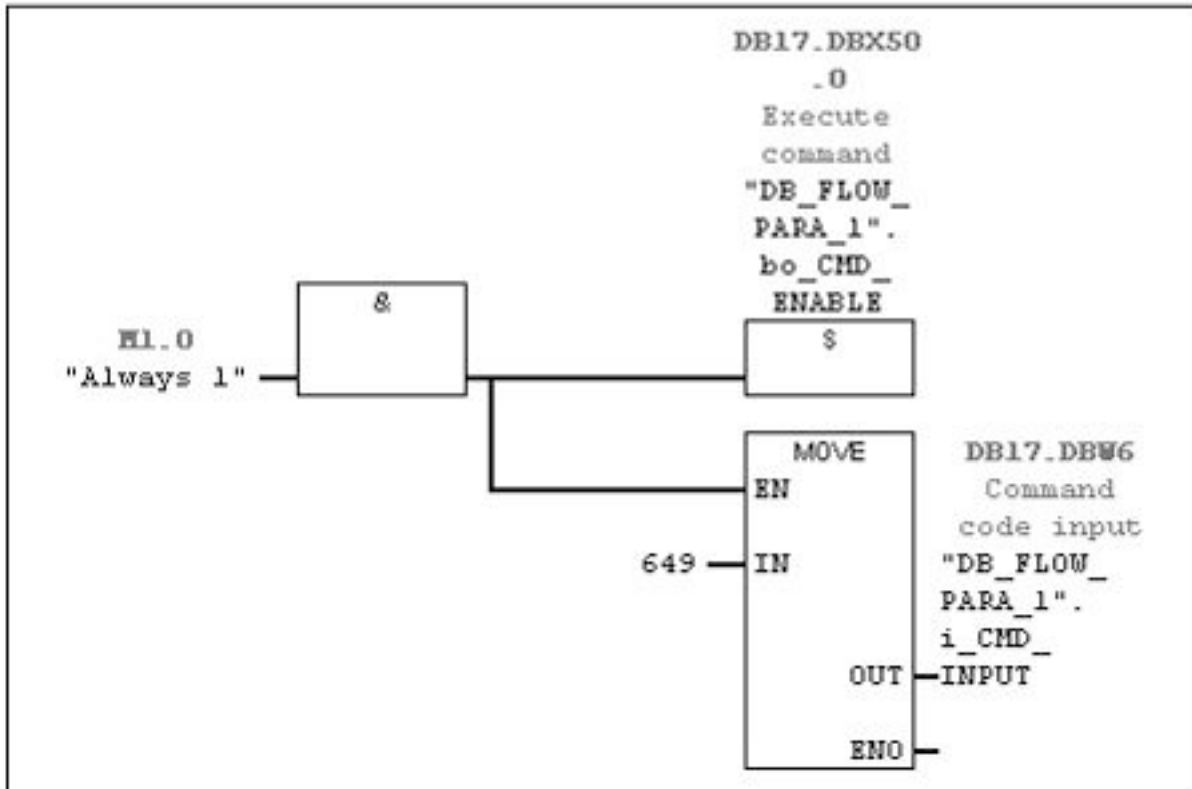 DB17.DBX50
.0
Execute
command
"DB_FLOW_
PARA_1".
bo_CMD_
ENABLE
&
S
M1.0
"Always 1"
MOVE
EN
649
IN
OUT
ENO
DB17.DBW6
Command
code input
"DB_FLOW_
PARA_1".
i_CMD_
INPUT